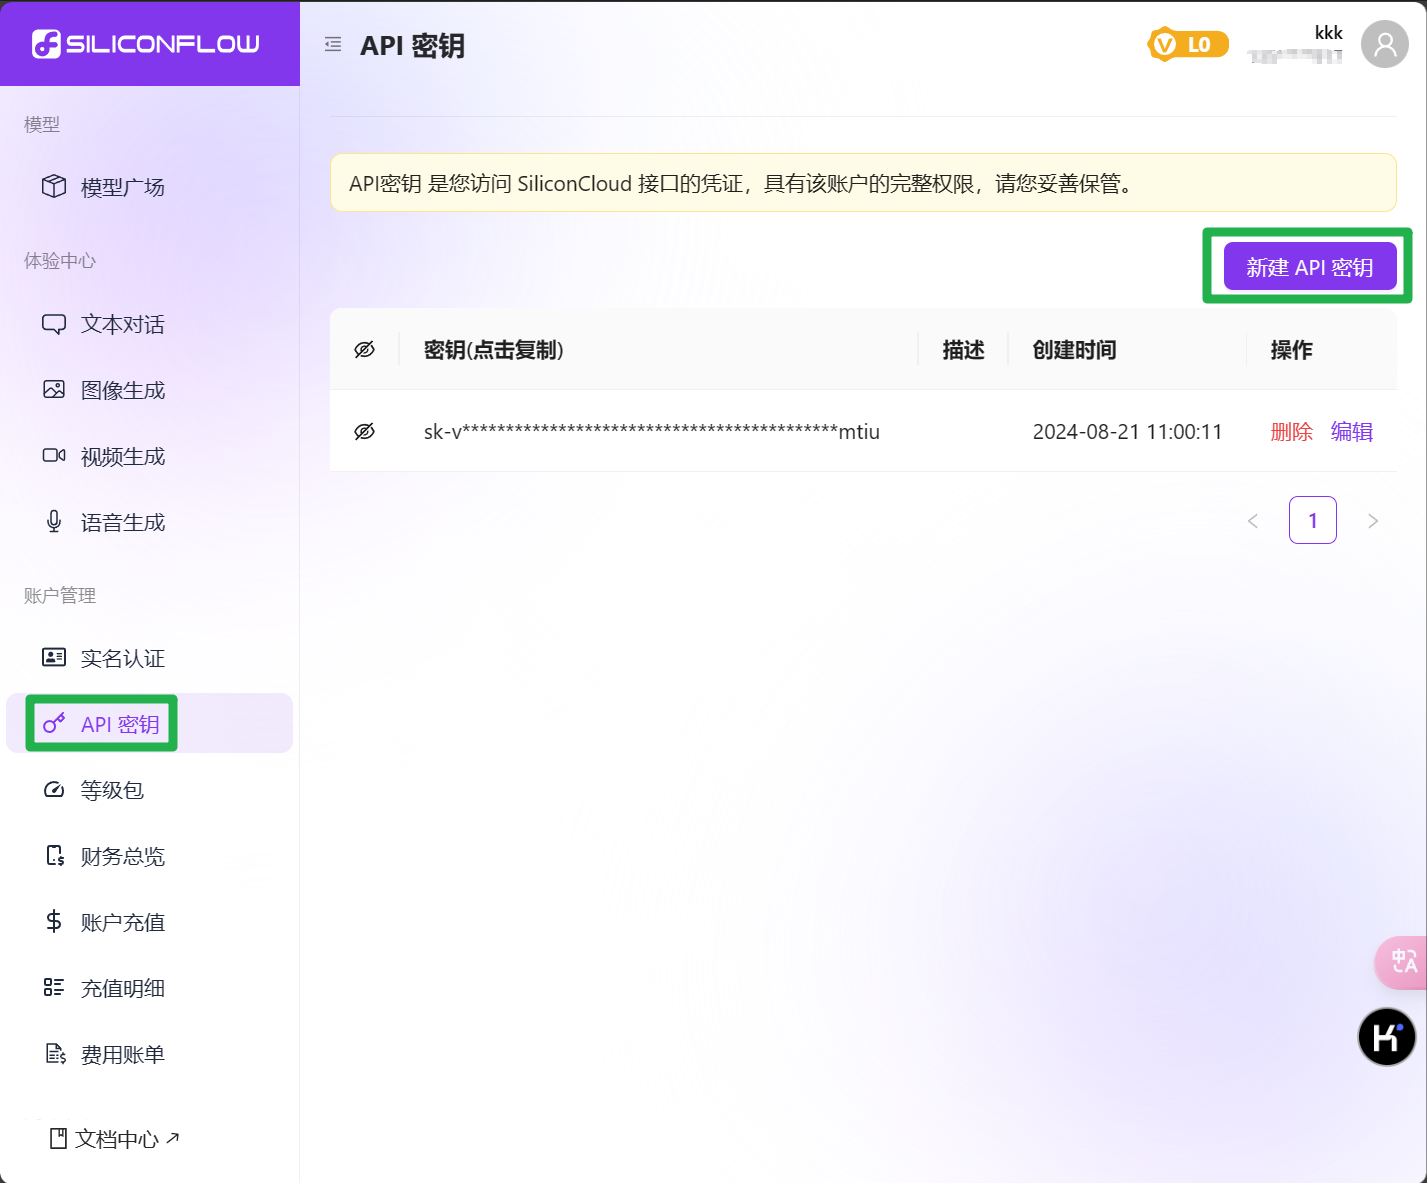 SILICONFLOW
API 密钥
L0
kkk
模型
模型广场
体验中心
文本对话
图像生成
视频生成
语音生成
账户管理
实名认证
API 密钥
等级包
财务总览
账户充值
充值明细
费用账单
文档中心
API密钥 是您访问 SiliconCloud 接口的凭证，具有该账户的完整权限，请您妥善保管。
新建 API 密钥
密钥(点击复制) 描述 创建时间 操作
sk-v********************************************mtiu 2024-08-21 11:00:11 删除 编辑
1